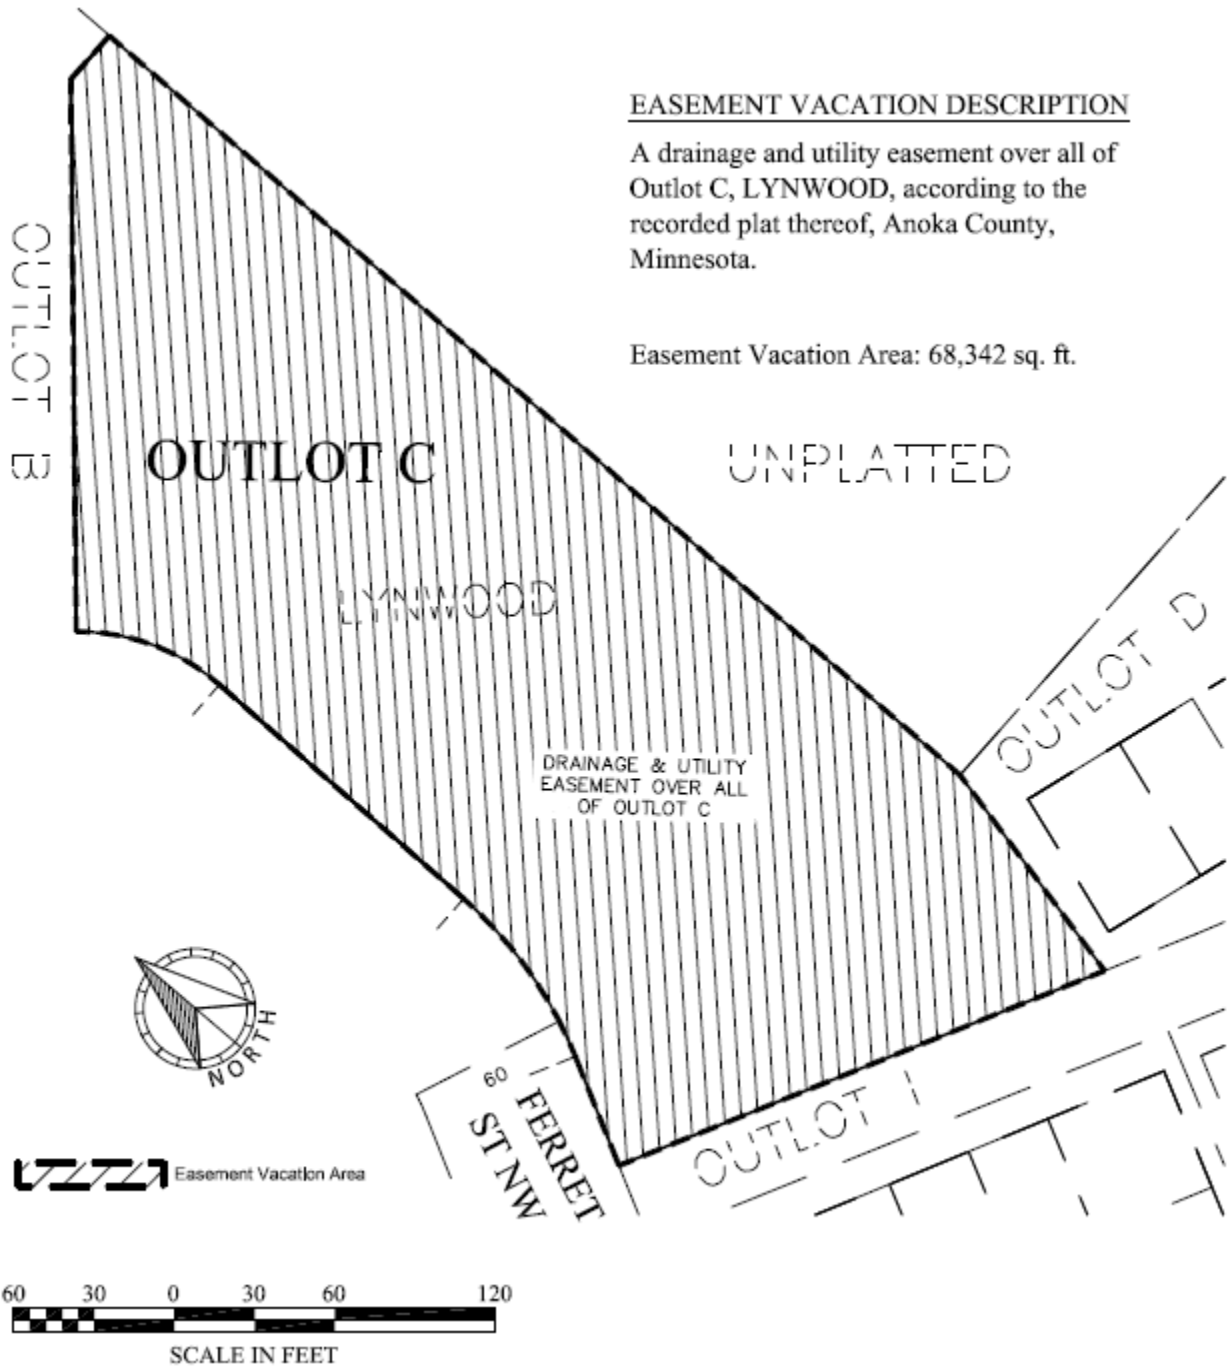 EASEMENT VACATION DESCRIPTION
A drainage and utility easement over all of
Outlot C, LYNWOOD, according to the
recorded plat thereof, Anoka County,
Minnesota.
Easement Vacation Area: 68,342 sq. ft.
OUTLOT B
OUTLOT C
UNPLATTED
LYNWOOD
OUTLOT D
DRAINAGE & UTILITY
EASEMENT OVER ALL
OF OUTLOT C
NORTH
60
FERRET
ST NW
OUTLOT I
Easement Vacation Area
60 30 0 30 60 120
SCALE IN FEET